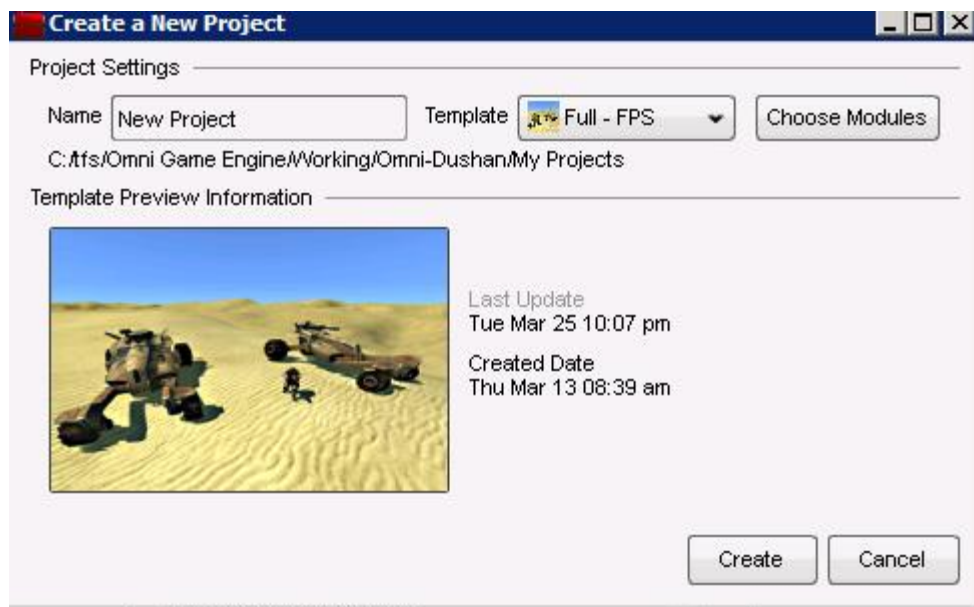 Create a New Project
Project Settings
Name New Project Template Full - FPS Choose Modules
C:/tfs/Omni Game Engine/Working/Omni-Dushan/My Projects
Template Preview Information
Last Update
Tue Mar 25 10:07 pm
Created Date
Thu Mar 13 08:39 am
Create Cancel